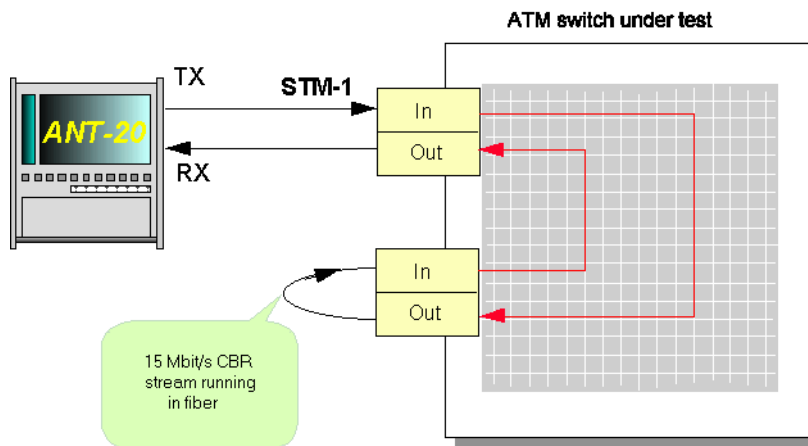 ATM switch under test
TX
STM-1
ANT-20
RX
In
Out
In
Out
15 Mbit/s CBR
stream running
in fiber